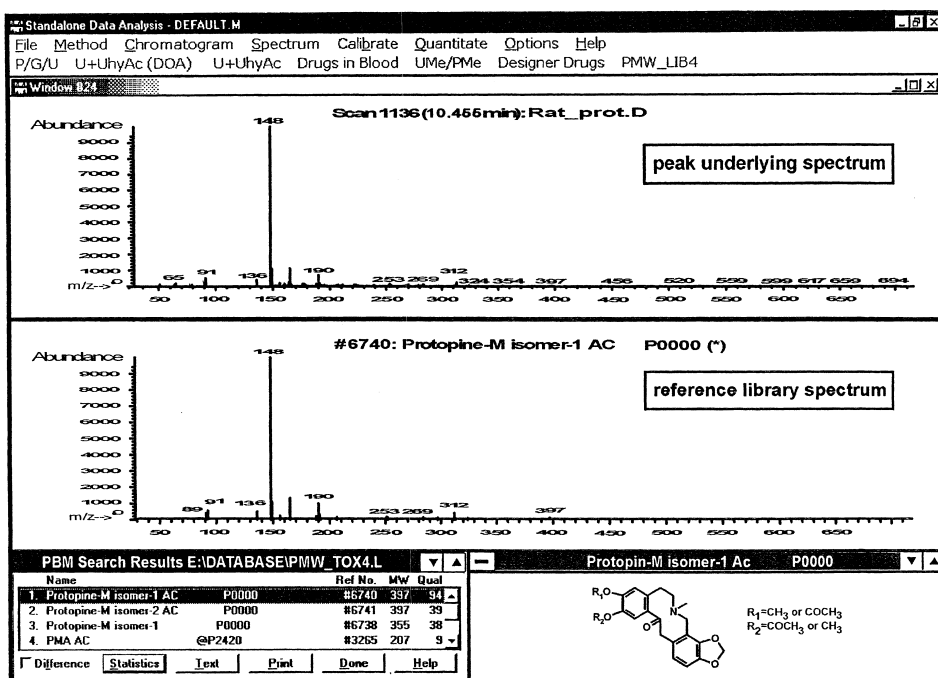 Standalone Data Analysis - DEFAULT.M
File Method Chromatogram Spectrum Calibrate Quantitate Options Help
P/G/U U+UhyAc (DOA) U+UhyAc Drugs in Blood UMe/PMe Designer Drugs PMW_LIB4
Window 824
Scan 1136 (10.455 min): Rat_prot.D
Abundance
148
9000
8000
7000
6000
5000
4000
3000
2000
1000
0
peak underlying spectrum
65 91 136 190 253 269 312 324 354 397 456 520 559 599 617 659 694
m/z-->
50 100 150 200 250 300 350 400 450 500 550 600 650
#6740: Protopine-M isomer-1 AC P0000 (*)
Abundance
148
9000
8000
7000
6000
5000
4000
3000
2000
1000
0
reference library spectrum
89 91 136 190 253 269 312 397
m/z-->
50 100 150 200 250 300 350 400 450 500 550 600 650
PBM Search Results E:\DATABASE\PMW_TOX4.L
Name Ref No. MW Qual
1. Protopine-M isomer-1 AC P0000 #6740 397 94
2. Protopine-M isomer-2 AC P0000 #6741 397 39
3. Protopine-M isomer-1 P0000 #6738 355 38
4. PMA AC @P2420 #3265 207 9
Difference Statistics Text Print Done Help
Protopin-M isomer-1 Ac P0000
R₁O
R₂O
O
N
O
O
R₁=CH₃ or COCH₃
R₂=COCH₃ or CH₃